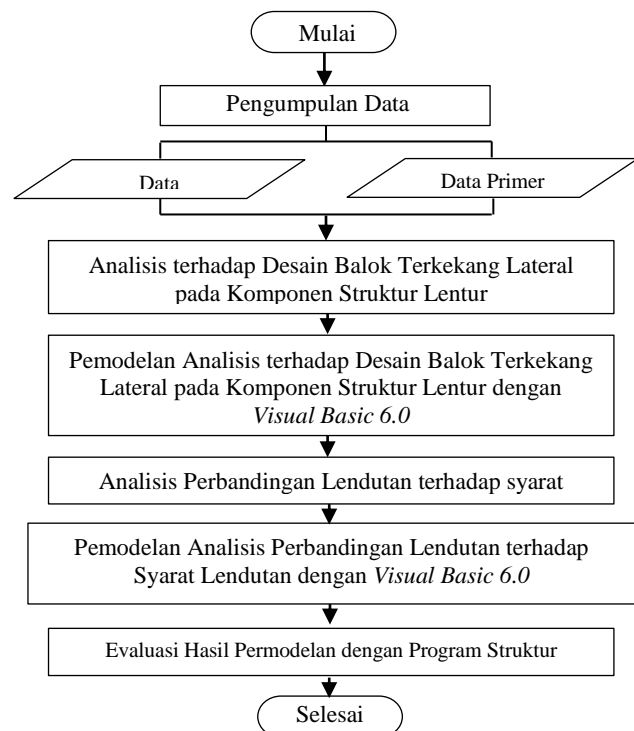 Mulai
Pengumpulan Data
Data
Data Primer
Analisis terhadap Desain Balok Terkekang Lateral
pada Komponen Struktur Lentur
Pemodelan Analisis terhadap Desain Balok Terkekang
Lateral pada Komponen Struktur Lentur dengan
Visual Basic 6.0
Analisis Perbandingan Lendutan terhadap syarat
Pemodelan Analisis Perbandingan Lendutan terhadap
Syarat Lendutan dengan Visual Basic 6.0
Evaluasi Hasil Permodelan dengan Program Struktur
Selesai